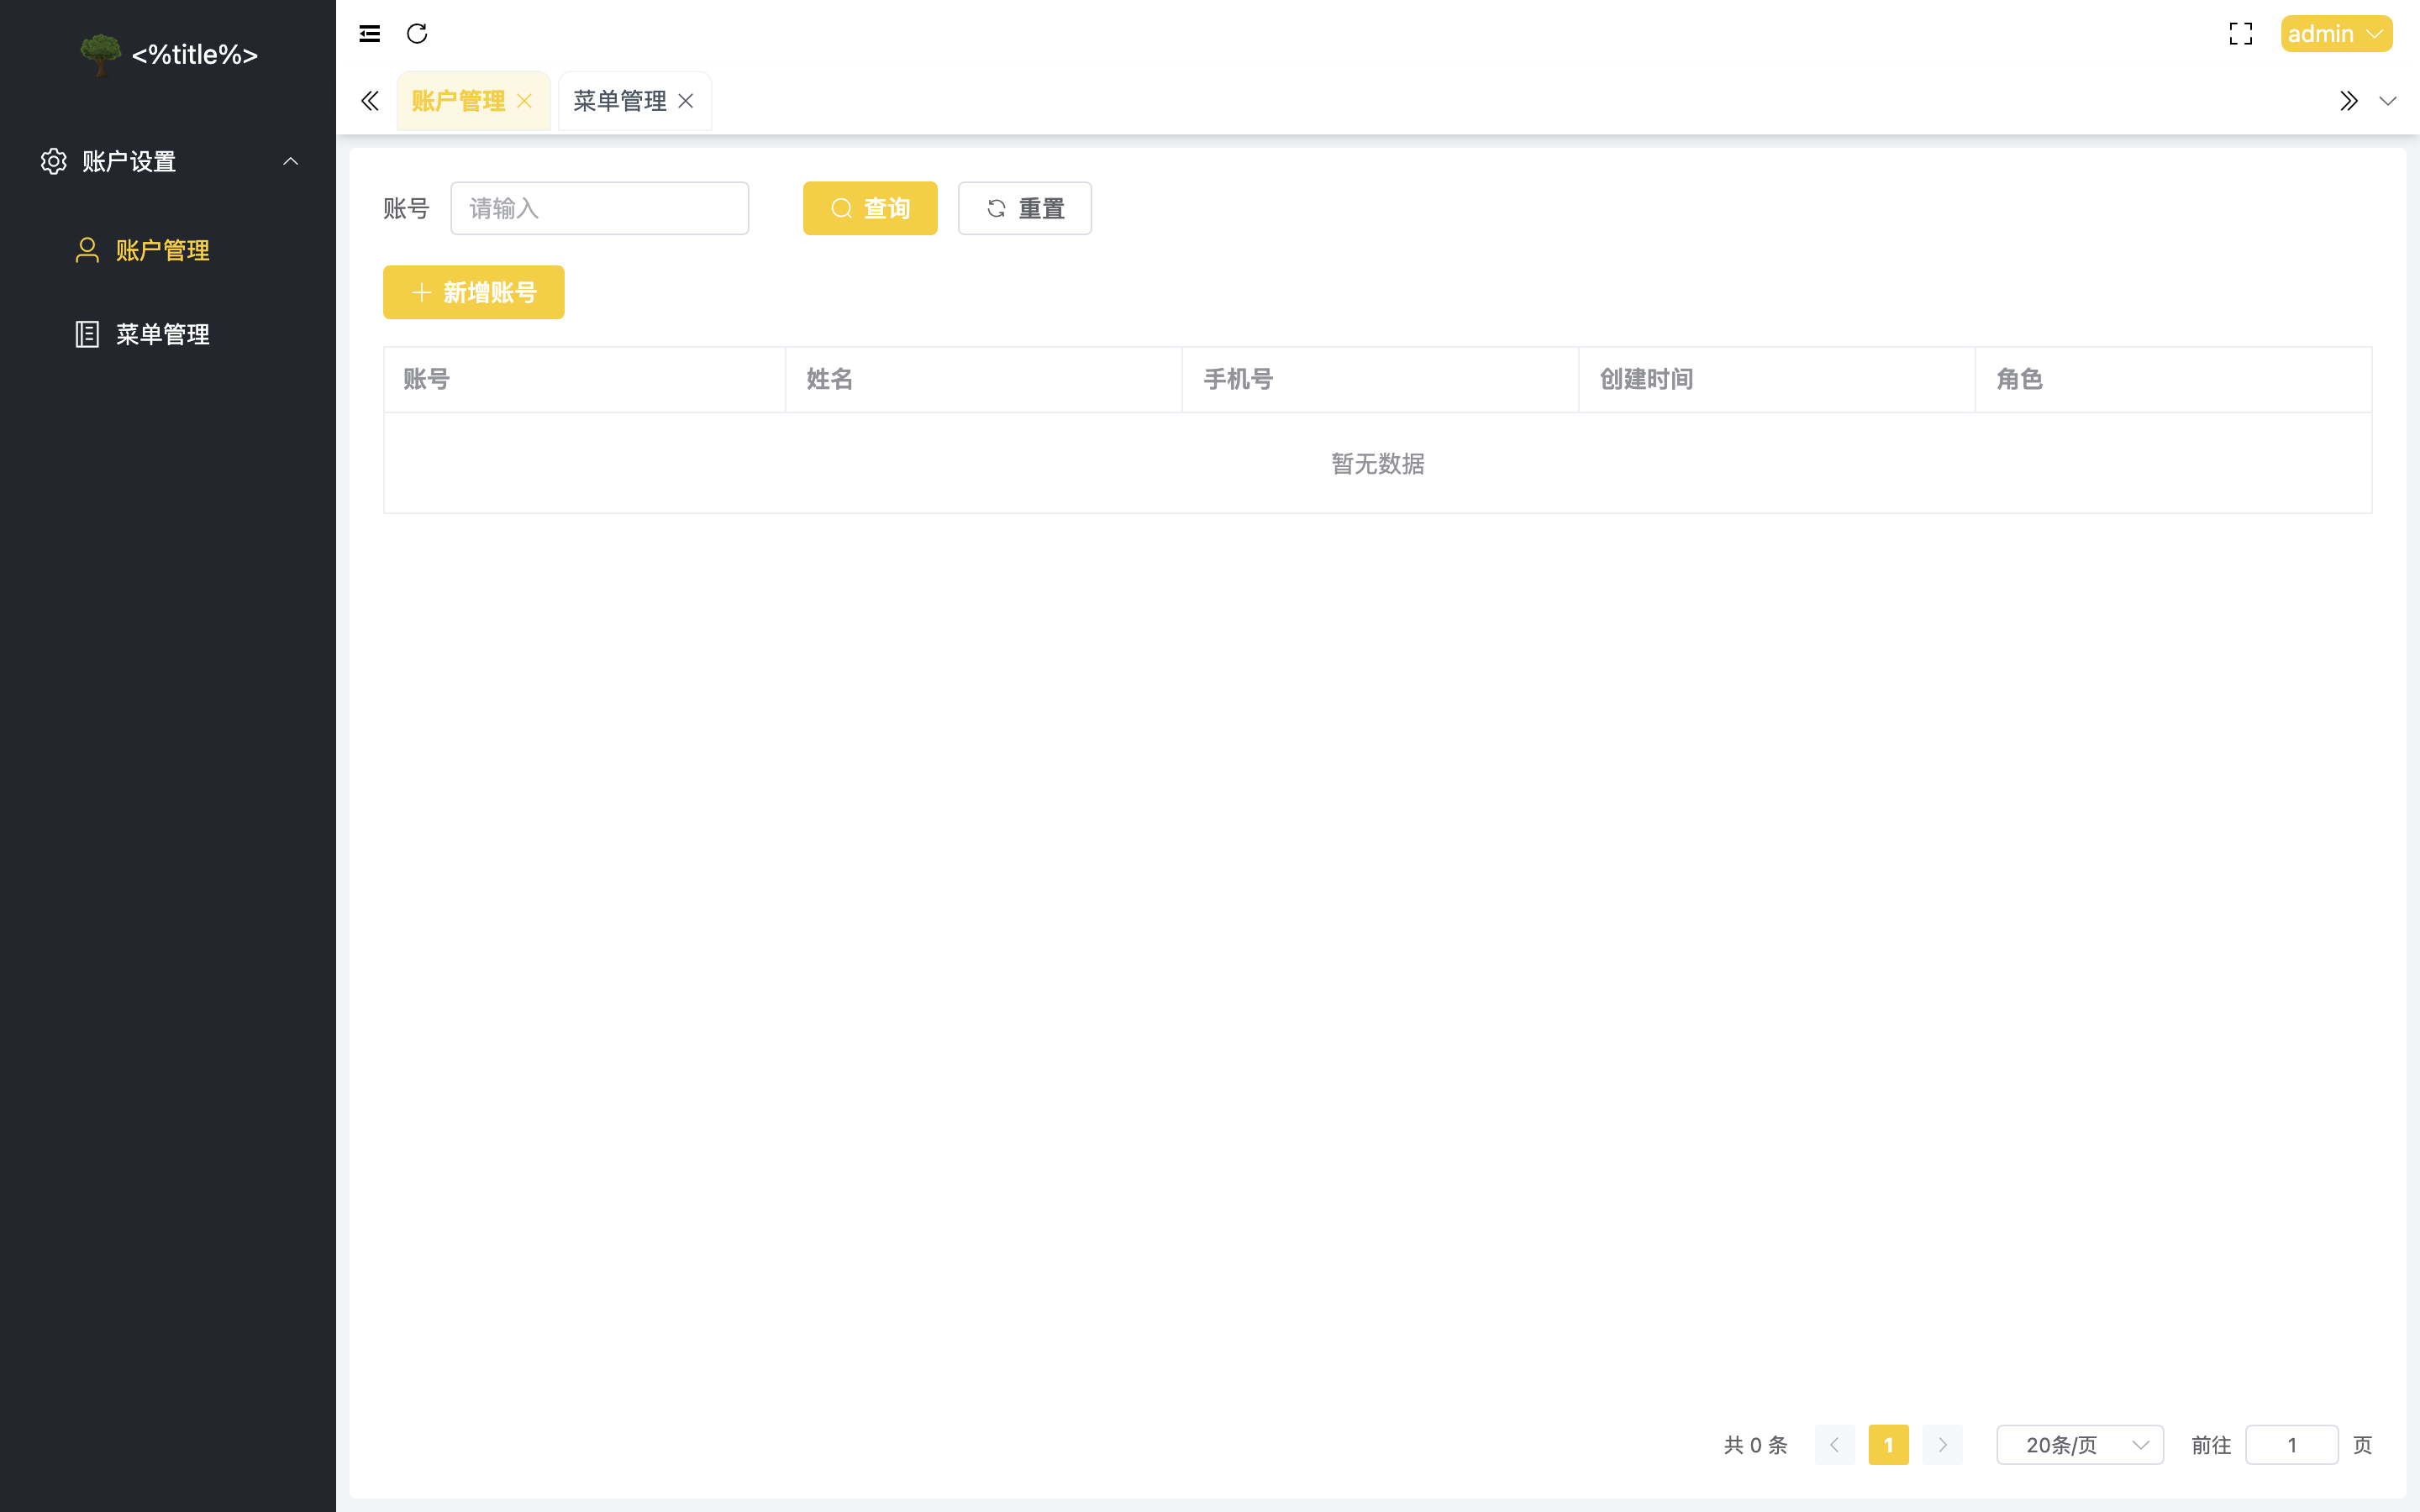 <%title%>
admin
账户管理
菜单管理
账户设置
账户管理
菜单管理
账号 请输入 查询 重置
新增账号
账号 姓名 手机号 创建时间 角色
暂无数据
共 0 条 1 20条/页 前往 1 页